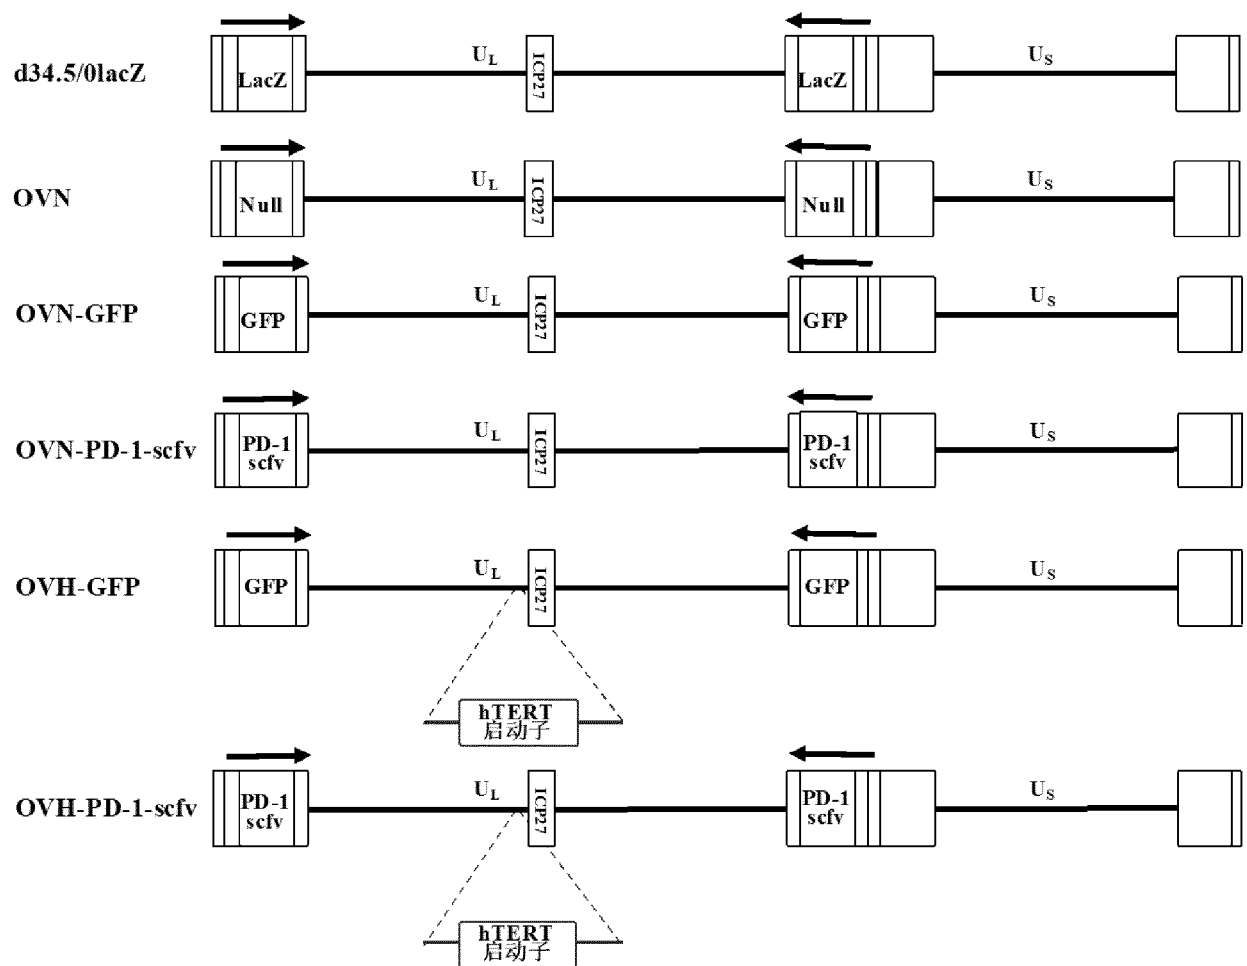 d34.5/0lacZ
LacZ
UL
ICP27
LacZ
US
OVN
Null
UL
ICP27
Null
US
OVN-GFP
GFP
UL
ICP27
GFP
US
OVN-PD-1-scfv
PD-1
scfv
UL
ICP27
PD-1
scfv
US
OVH-GFP
GFP
UL
ICP27
GFP
US
hTERT
启动子
OVH-PD-1-scfv
PD-1
scfv
UL
ICP27
PD-1
scfv
US
hTERT
启动子